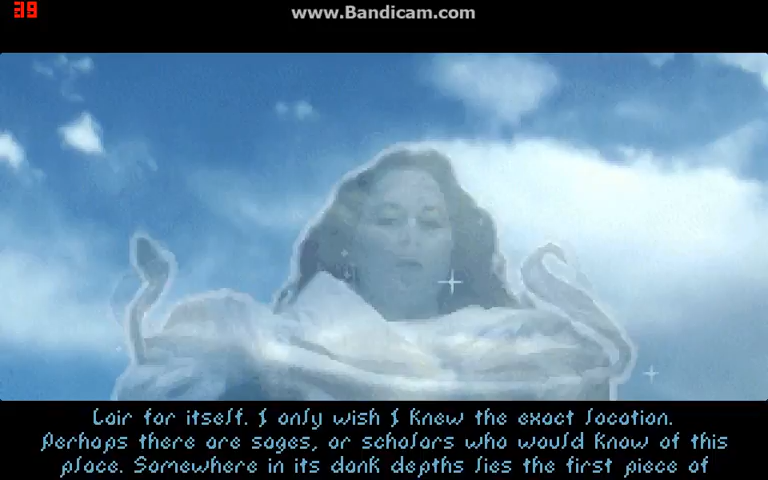 39
www.Bandicam.com
Lair for itself. I only wish I knew the exact location.
Perhaps there are sages, or scholars who would know of this
place. Somewhere in its dank depths lies the first piece of